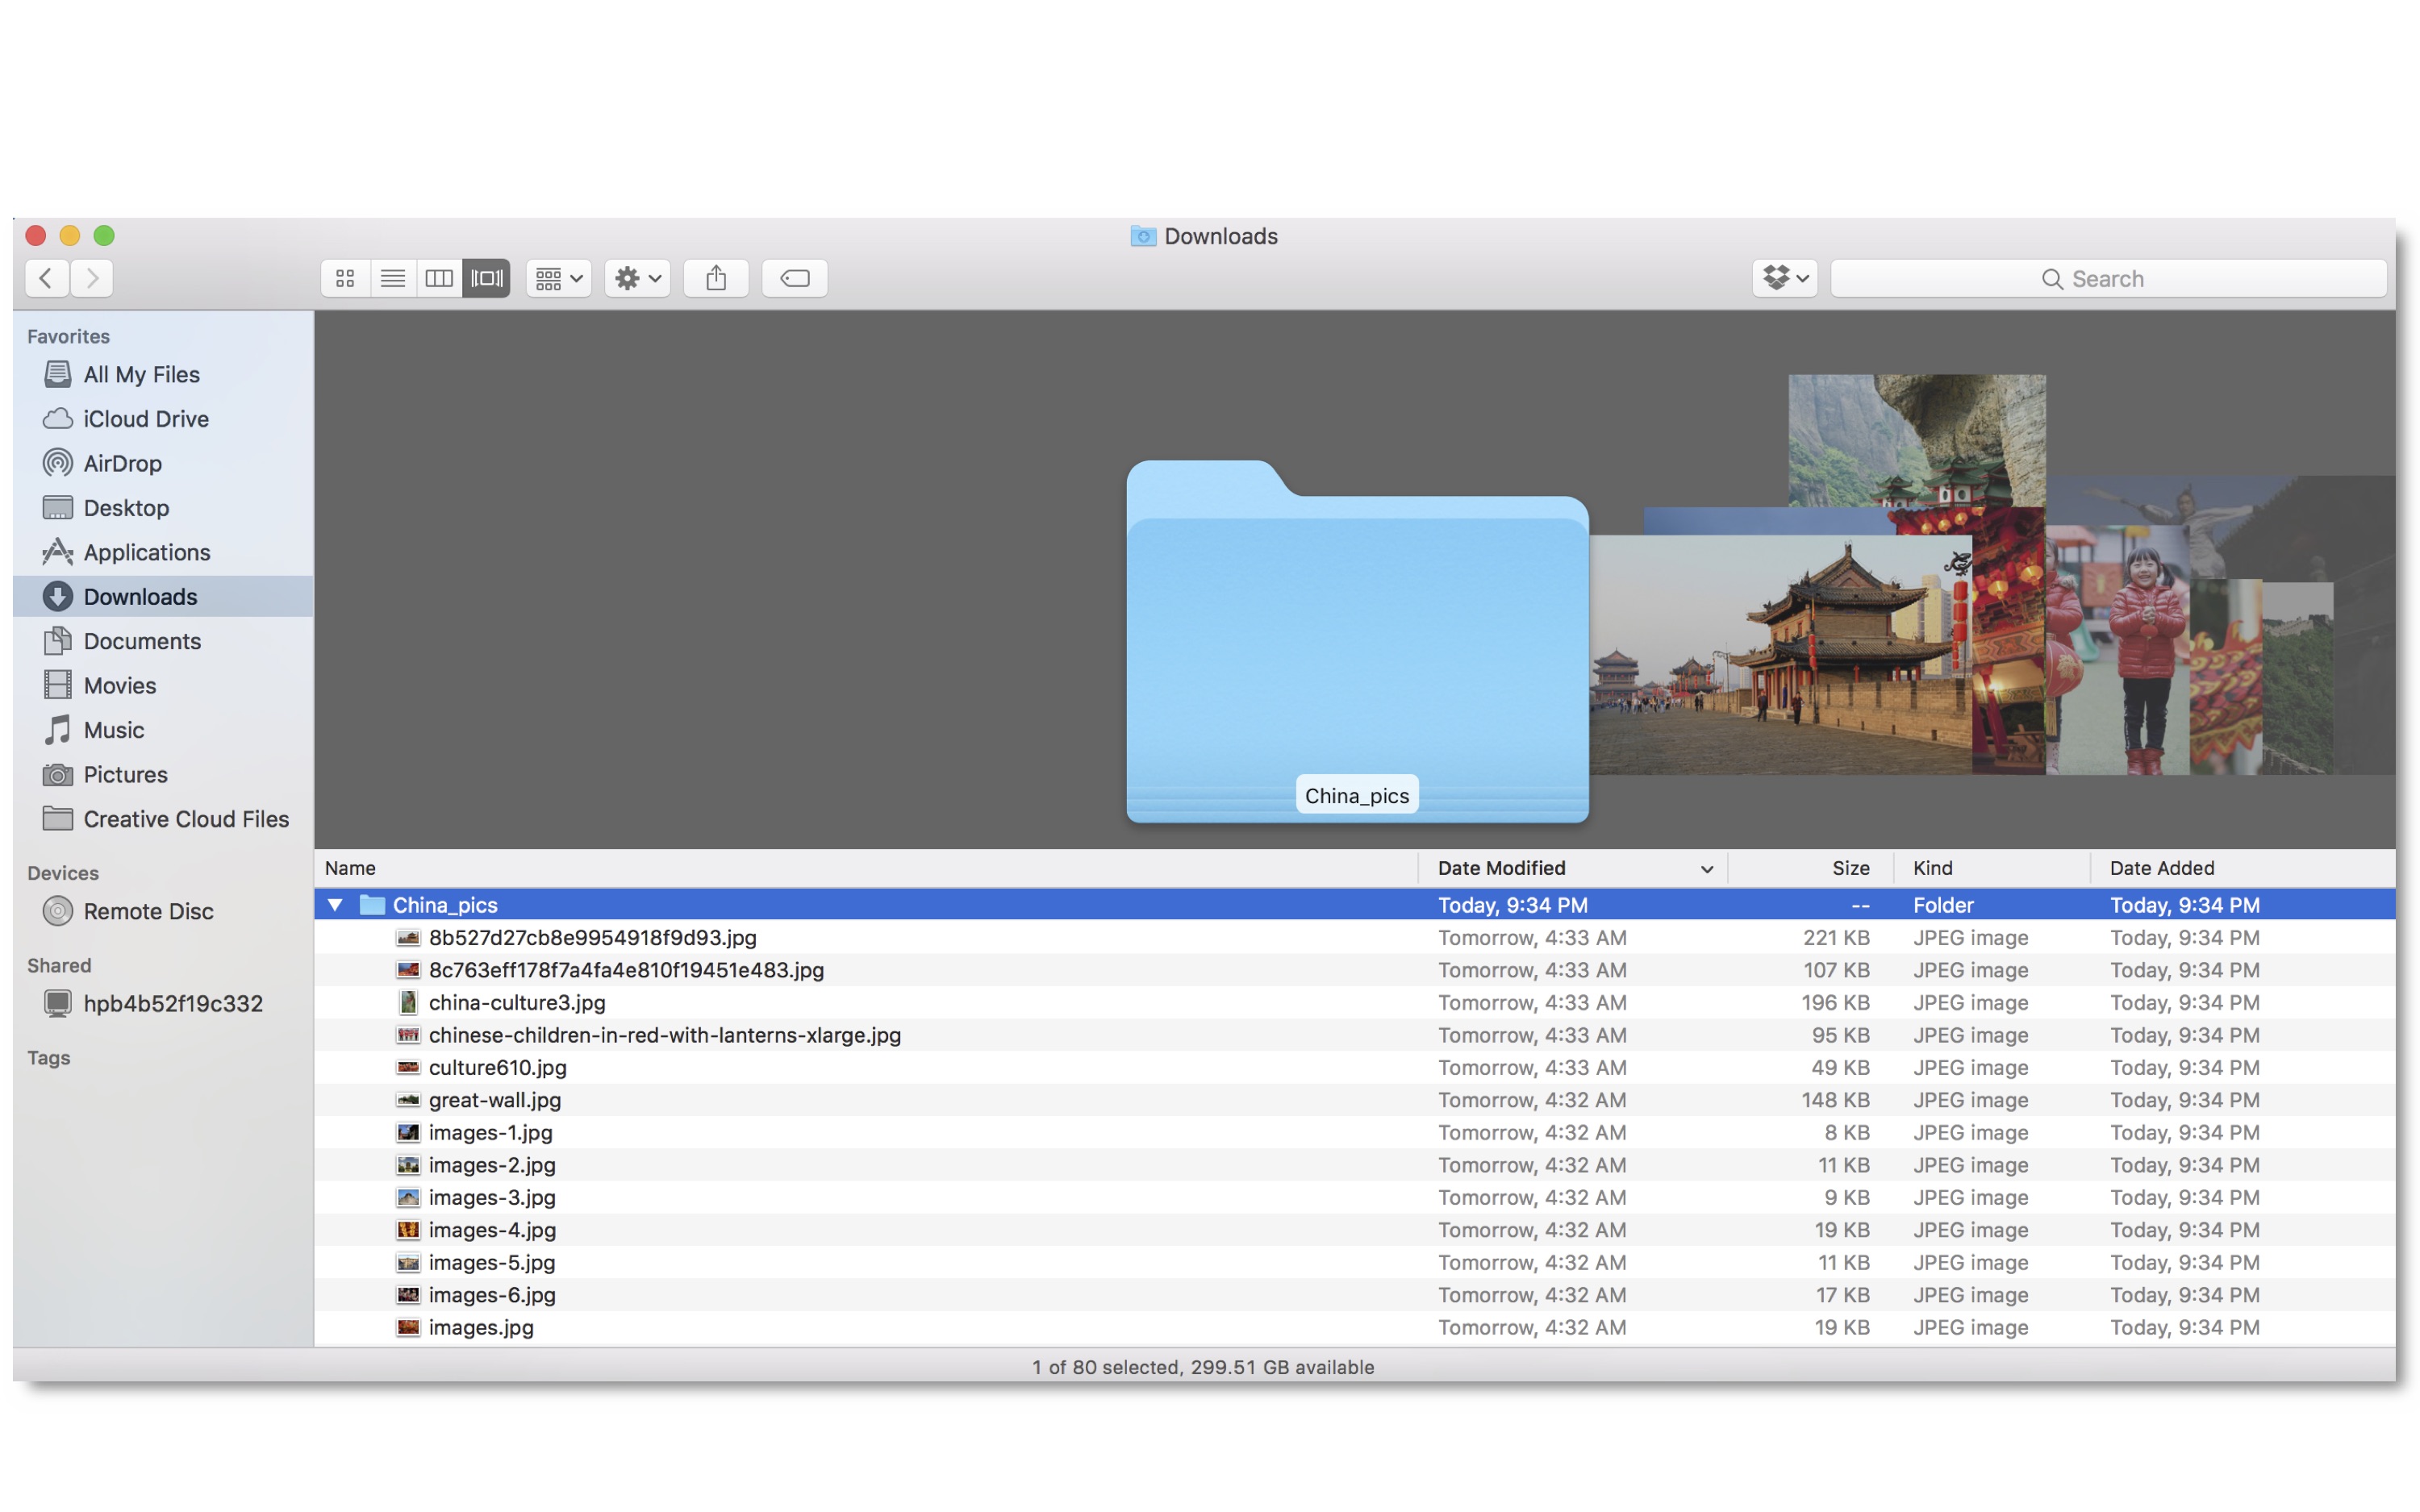 Downloads
Search
Favorites
All My Files
iCloud Drive
AirDrop
Desktop
Applications
Downloads
Documents
Movies
Music
Pictures
Creative Cloud Files
Devices
Remote Disc
Shared
hpb4b52f19c332
Tags
China_pics
Name Date Modified Size Kind Date Added
China_pics Today, 9:34 PM -- Folder Today, 9:34 PM
8b527d27cb8e9954918f9d93.jpg Tomorrow, 4:33 AM 221 KB JPEG image Today, 9:34 PM
8c763eff178f7a4fa4e810f19451e483.jpg Tomorrow, 4:33 AM 107 KB JPEG image Today, 9:34 PM
china-culture3.jpg Tomorrow, 4:33 AM 196 KB JPEG image Today, 9:34 PM
chinese-children-in-red-with-lanterns-xlarge.jpg Tomorrow, 4:33 AM 95 KB JPEG image Today, 9:34 PM
culture610.jpg Tomorrow, 4:33 AM 49 KB JPEG image Today, 9:34 PM
great-wall.jpg Tomorrow, 4:32 AM 148 KB JPEG image Today, 9:34 PM
images-1.jpg Tomorrow, 4:32 AM 8 KB JPEG image Today, 9:34 PM
images-2.jpg Tomorrow, 4:32 AM 11 KB JPEG image Today, 9:34 PM
images-3.jpg Tomorrow, 4:32 AM 9 KB JPEG image Today, 9:34 PM
images-4.jpg Tomorrow, 4:32 AM 19 KB JPEG image Today, 9:34 PM
images-5.jpg Tomorrow, 4:32 AM 11 KB JPEG image Today, 9:34 PM
images-6.jpg Tomorrow, 4:32 AM 17 KB JPEG image Today, 9:34 PM
images.jpg Tomorrow, 4:32 AM 19 KB JPEG image Today, 9:34 PM
1 of 80 selected, 299.51 GB available